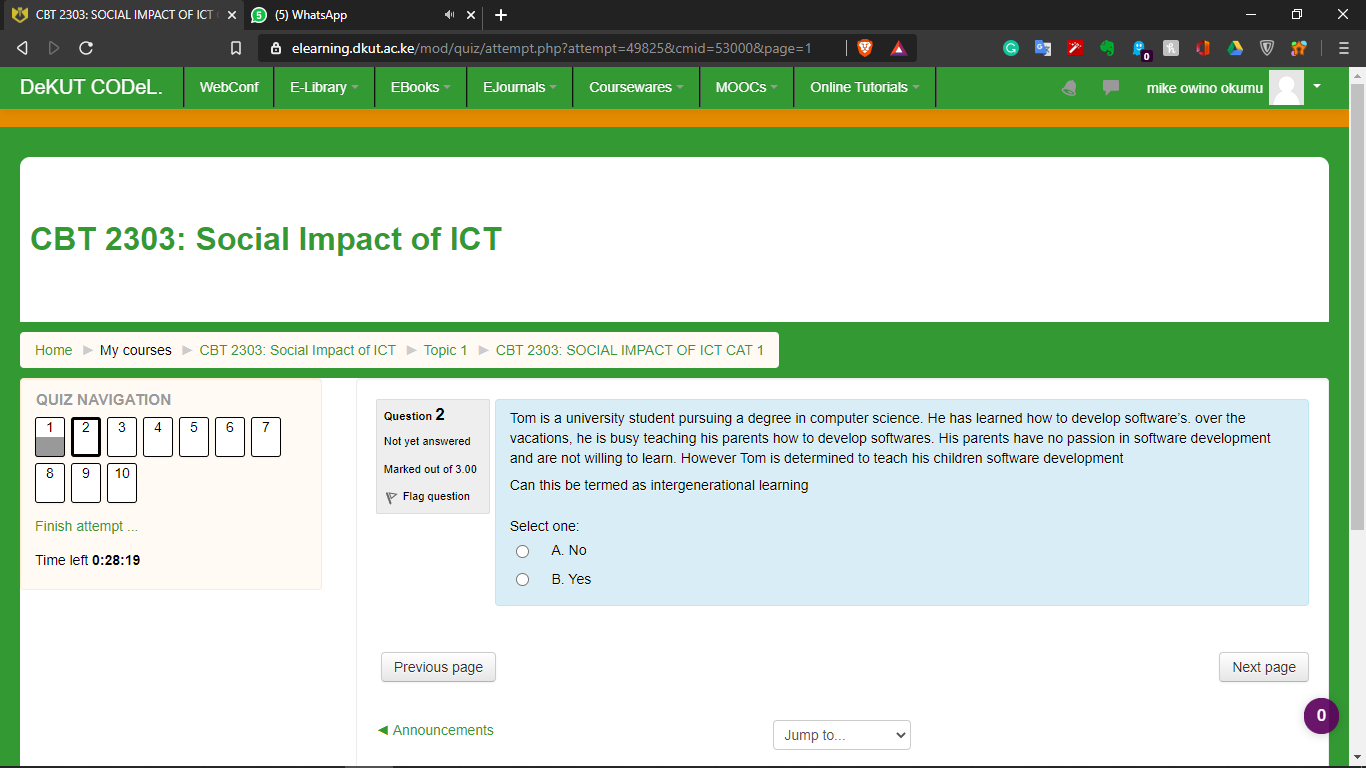 CBT 2303: SOCIAL IMPACT OF ICT
(5) WhatsApp
elearning.dkut.ac.ke/mod/quiz/attempt.php?attempt=49825&cmid=53000&page=1
0
DeKUT CODeL.
WebConf
E-Library
EBooks
EJournals
Coursewares
MOOCs
Online Tutorials
mike owino okumu
CBT 2303: Social Impact of ICT
Home ► My courses ► CBT 2303: Social Impact of ICT ► Topic 1 ► CBT 2303: SOCIAL IMPACT OF ICT CAT 1
QUIZ NAVIGATION
1 2 3 4 5 6 7
8 9 10
Finish attempt ...
Time left 0:28:19
Question 2
Not yet answered
Marked out of 3.00
Flag question
Tom is a university student pursuing a degree in computer science. He has learned how to develop software's. over the
vacations, he is busy teaching his parents how to develop softwares. His parents have no passion in software development
and are not willing to learn. However Tom is determined to teach his children software development
Can this be termed as intergenerational learning
Select one:
A. No
B. Yes
Previous page
Next page
0
◄ Announcements
Jump to...